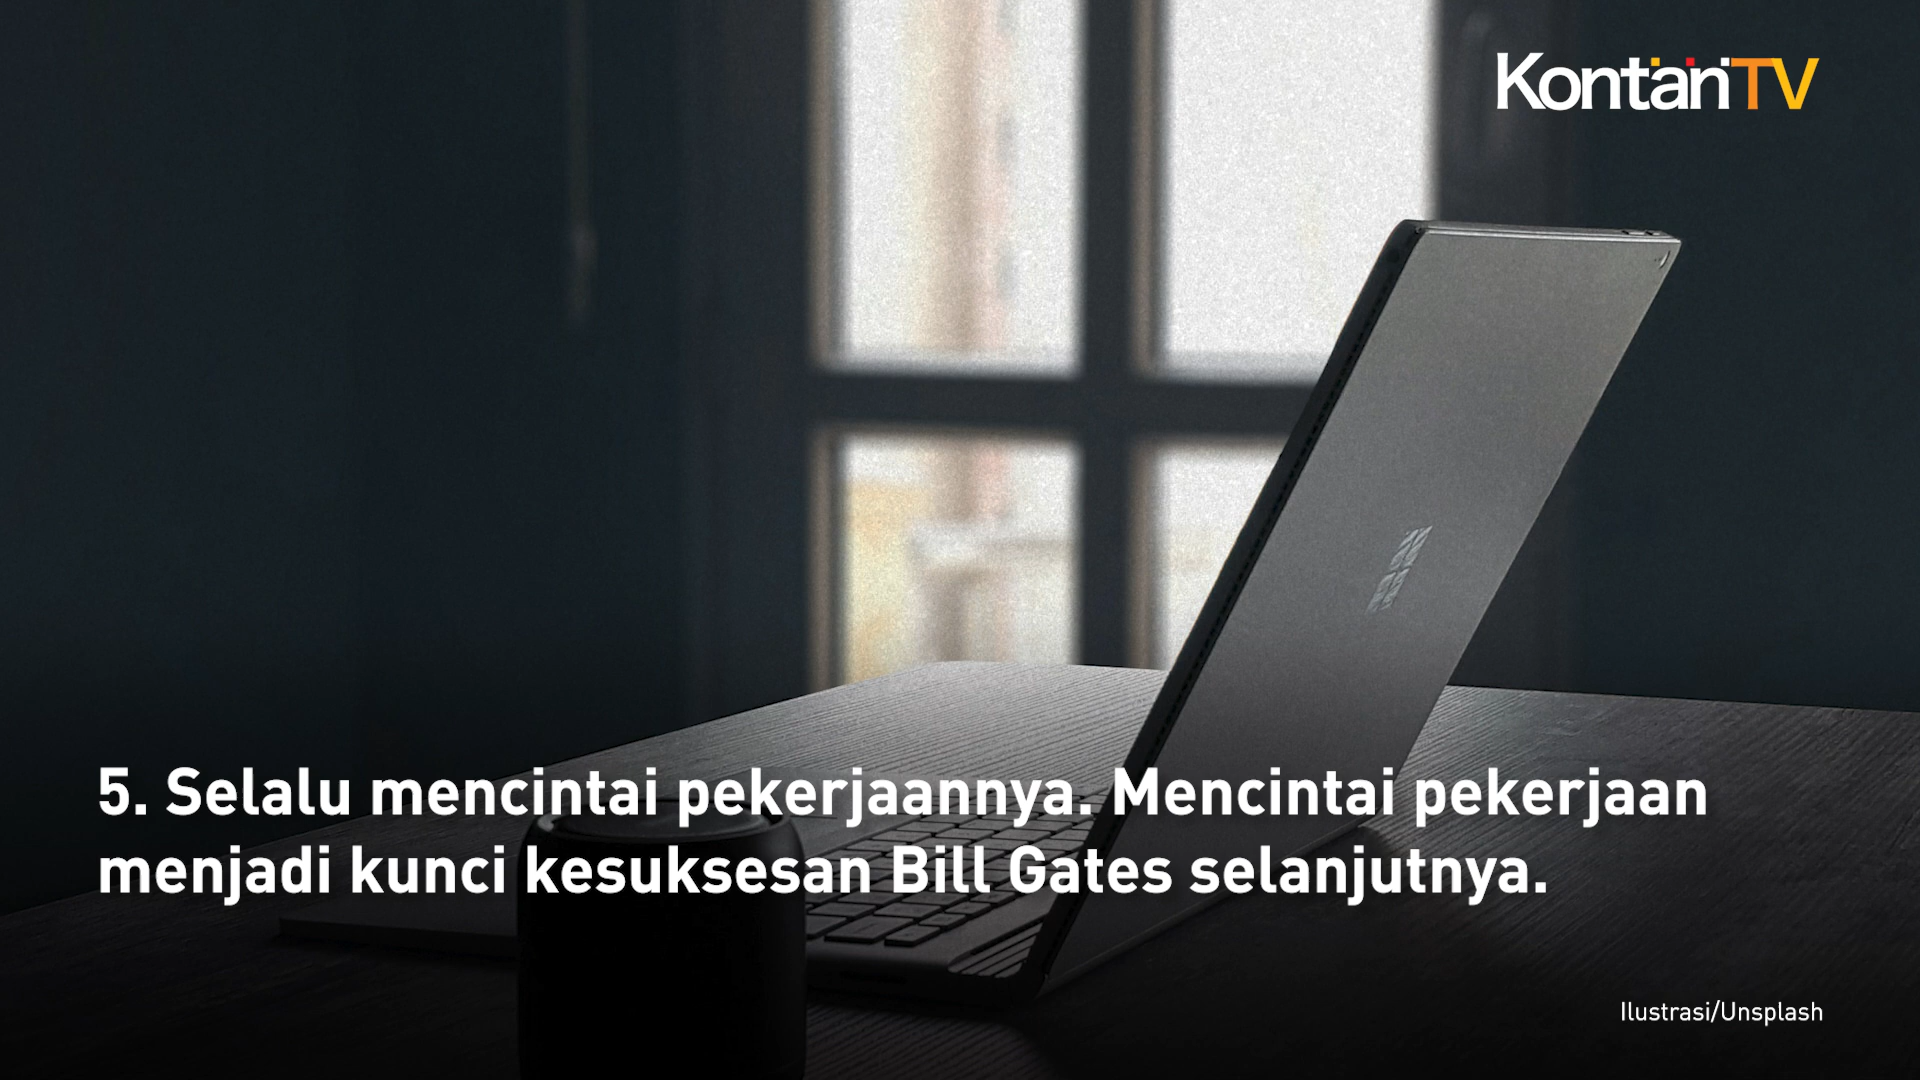 KontanTV
5. Selalu mencintai pekerjaannya. Mencintai pekerjaan
menjadi kunci kesuksesan Bill Gates selanjutnya.
Ilustrasi/Unsplash